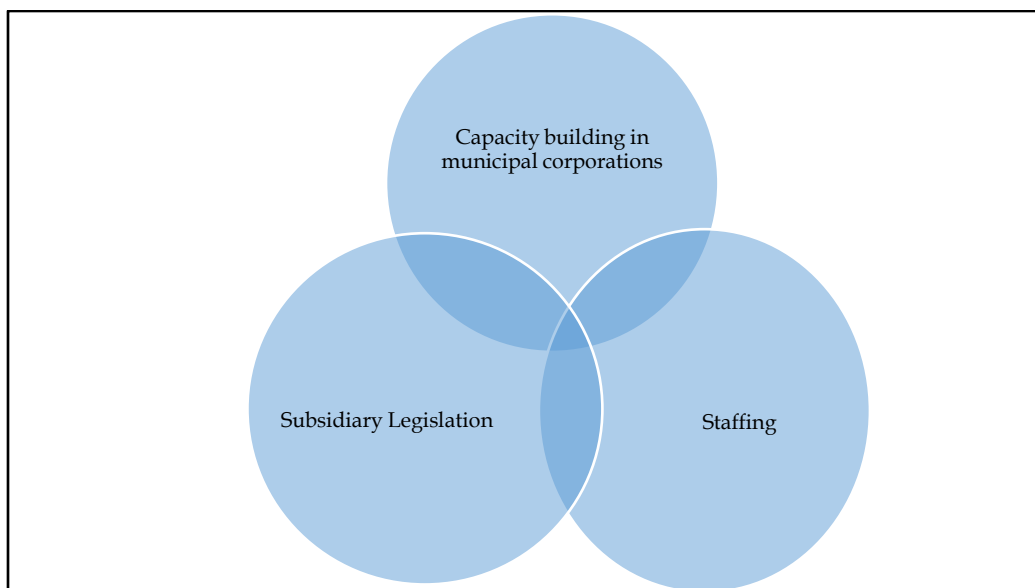 Capacity building in
municipal corporations
Subsidiary Legislation
Staffing